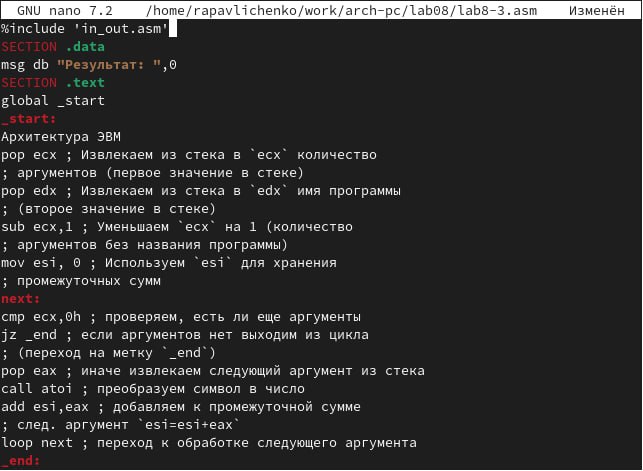 GNU nano 7.2 /home/rapavlichenko/work/arch-pc/lab08/lab8-3.asm Изменён
%include 'in_out.asm'
SECTION .data
msg db "Результат: ",0
SECTION .text
global _start
_start:
Архитектура ЭВМ
pop ecx ; Извлекаем из стека в `ecx` количество
; аргументов (первое значение в стеке)
pop edx ; Извлекаем из стека в `edx` имя программы
; (второе значение в стеке)
sub ecx,1 ; Уменьшаем `ecx` на 1 (количество
; аргументов без названия программы)
mov esi, 0 ; Используем `esi` для хранения
; промежуточных сумм
next:
cmp ecx,0h ; проверяем, есть ли еще аргументы
jz _end ; если аргументов нет выходим из цикла
; (переход на метку `_end`)
pop eax ; иначе извлекаем следующий аргумент из стека
call atoi ; преобразуем символ в число
add esi,eax ; добавляем к промежуточной сумме
; след. аргумент `esi=esi+eax`
loop next ; переход к обработке следующего аргумента
_end: